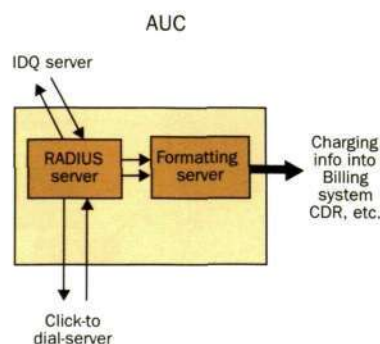 AUC
IDQ server
RADIUS
server
Formatting
server
Charging
info into
Billing
system
CDR, etc.
Click-to
dial-server